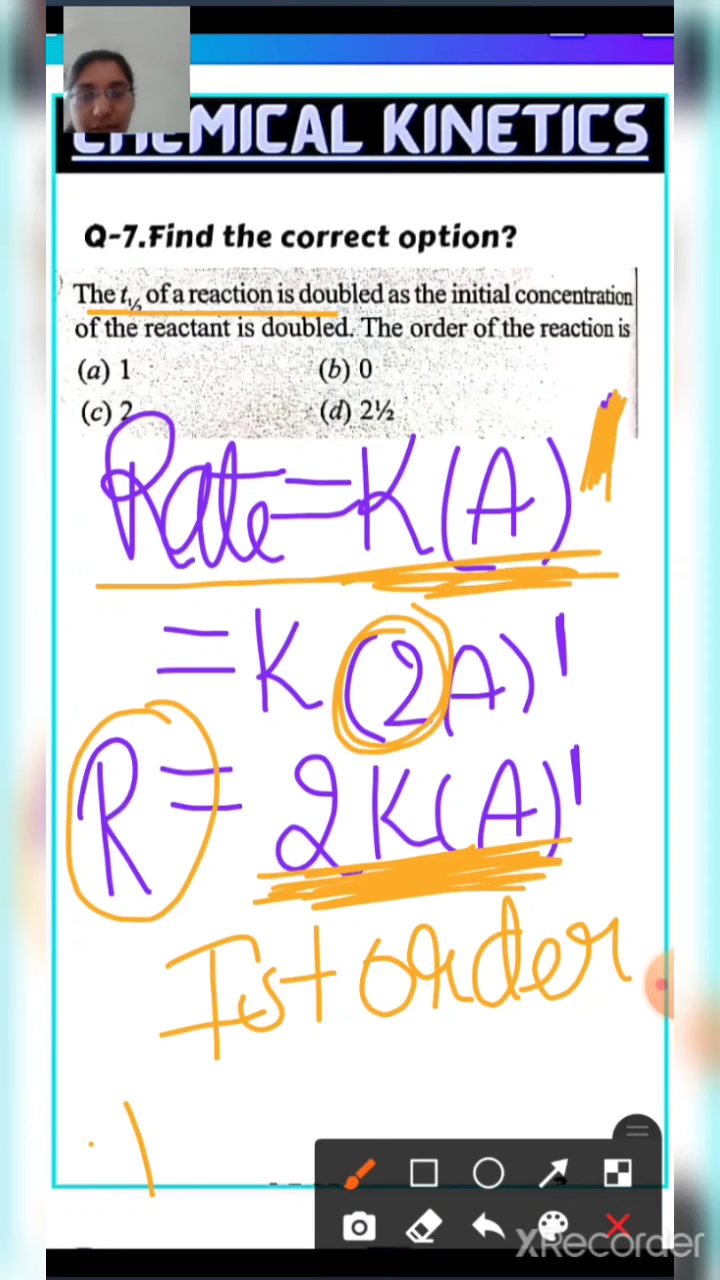 CHEMICAL KINETICS
Q-7.Find the correct option?
The t½ of a reaction is doubled as the initial concentration
of the reactant is doubled. The order of the reaction is
(a) 1 (b) 0
(c) 2 (d) 2½
Rate=K(A)¹
=K(2A)¹
R=2K(A)¹
Ist order
XRecorder